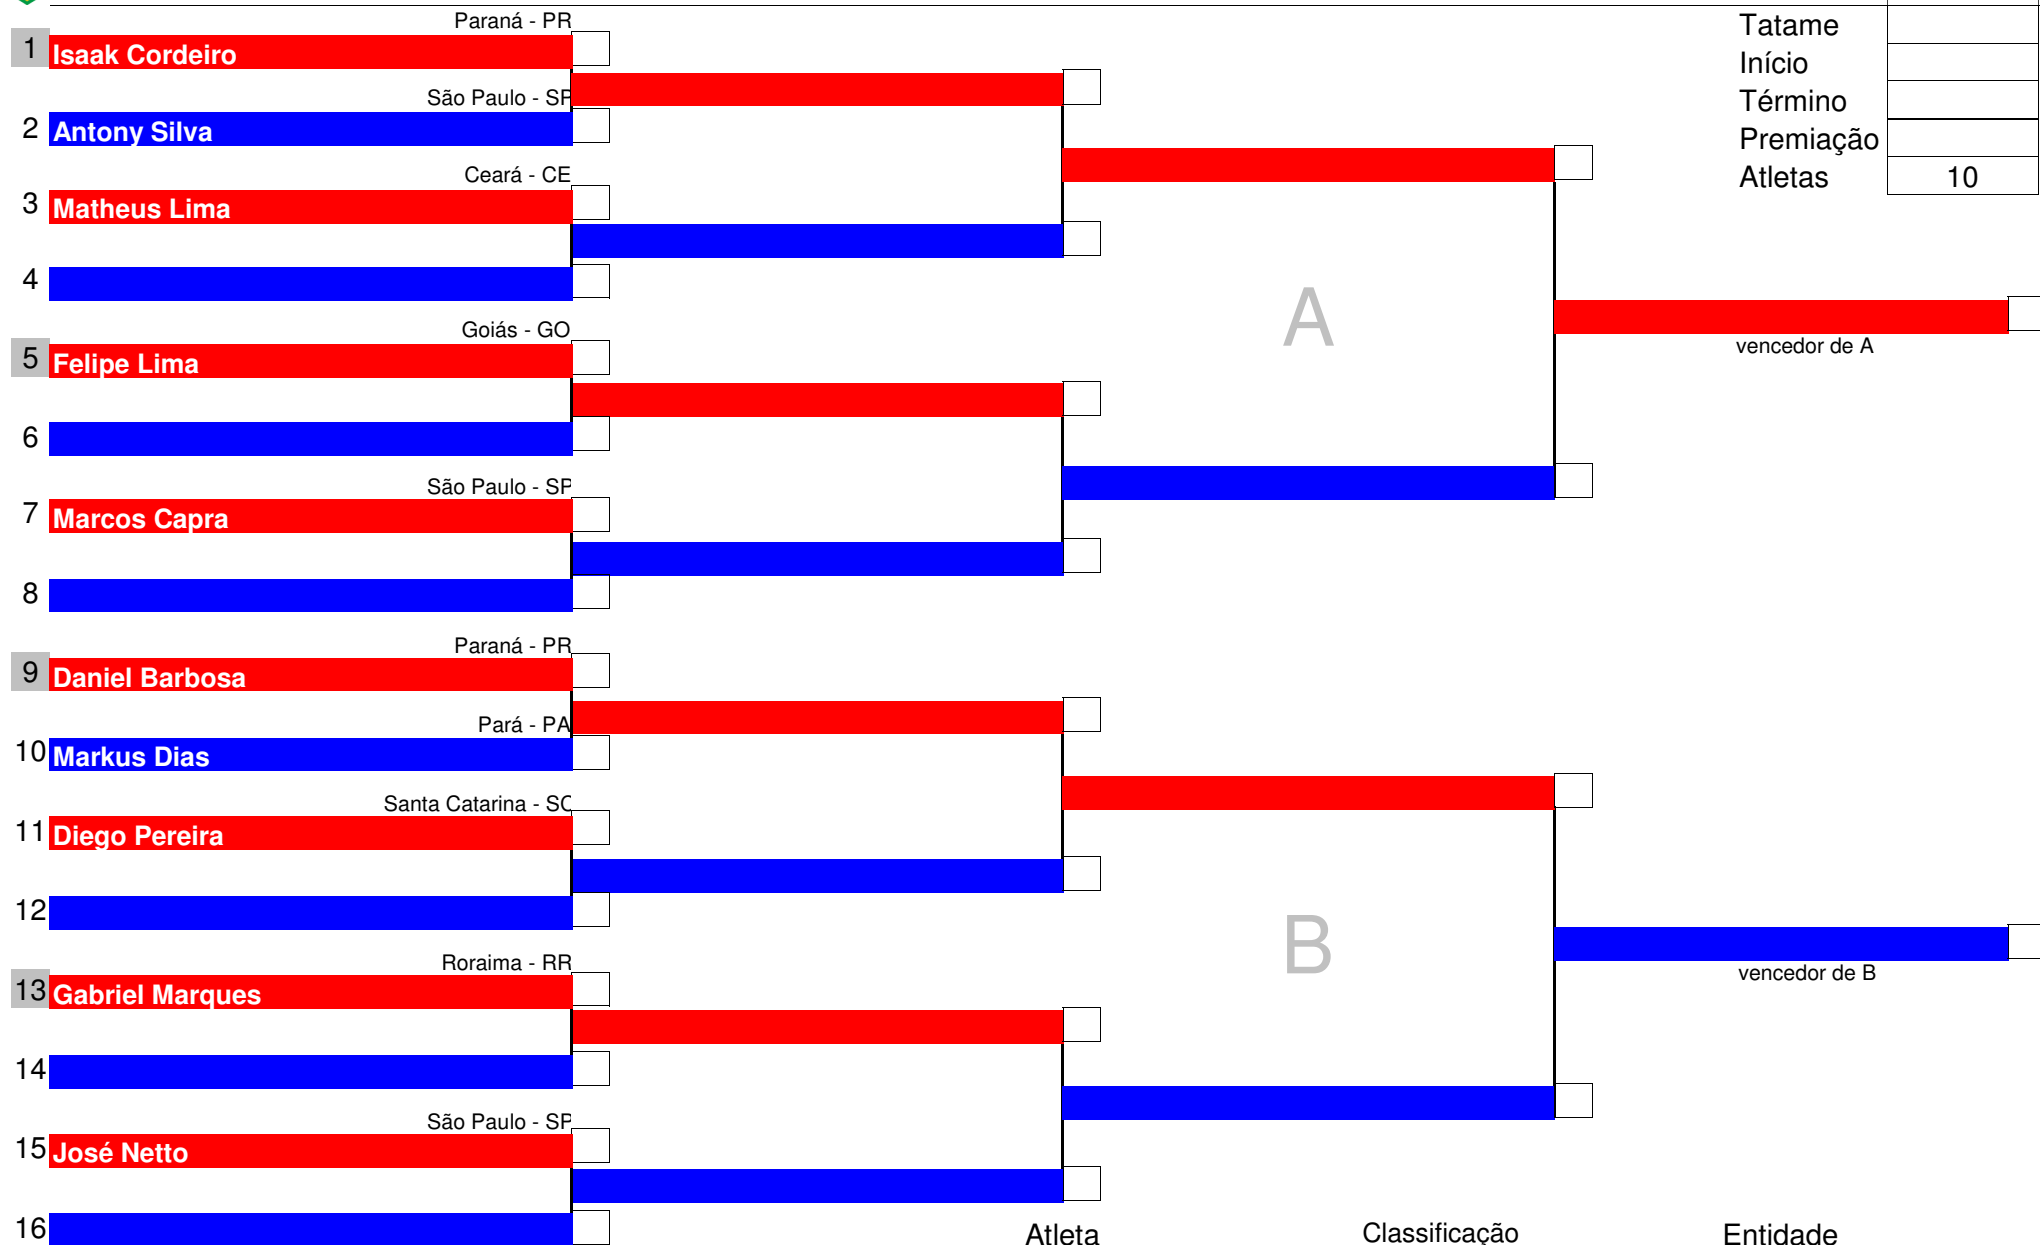 Paraná - PR
1 Isaak Cordeiro
São Paulo - SP
2 Antony Silva
Ceará - CE
3 Matheus Lima
4
Goiás - GO
5 Felipe Lima
6
São Paulo - SP
7 Marcos Capra
8
Paraná - PR
9 Daniel Barbosa
Pará - PA
10 Markus Dias
Santa Catarina - SC
11 Diego Pereira
12
Roraima - RR
13 Gabriel Marques
14
São Paulo - SP
15 José Netto
16
A
B
vencedor de A
vencedor de B
Tatame
Início
Término
Premiação
Atletas 10
Atleta Classificação Entidade